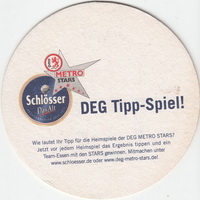 METRO
STARS
Schlösser
Alt
DEG Tipp-Spiel!
Wie lautet Ihr Tipp für die Heimspiele der DEG METRO STARS?
Jetzt vor jedem Heimspiel das Ergebnis tippen und ein
Team-Essen mit den STARS gewinnen. Mitmachen unter
www.schloesser.de oder www.deg-metro-stars.de!